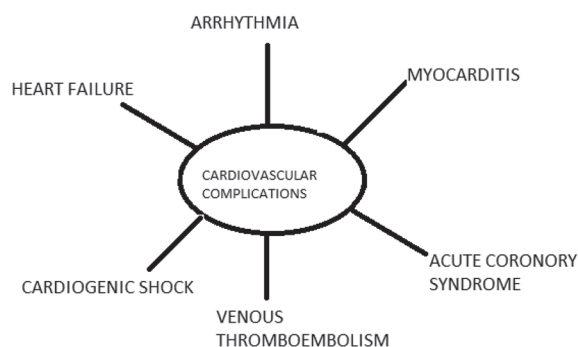 ARRHYTHMIA
MYOCARDITIS
HEART FAILURE
CARDIOVASCULAR
COMPLICATIONS
ACUTE CORONORY
SYNDROME
CARDIOGENIC SHOCK
VENOUS
THROMBOEMBOLISM